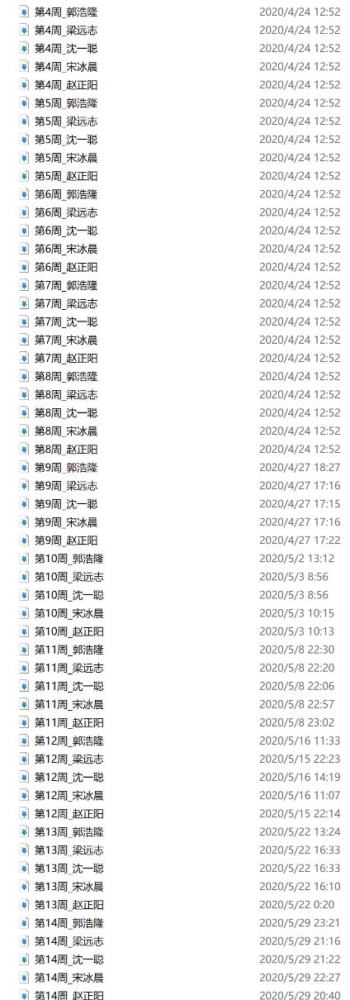 第4周_郭浩隆 2020/4/24 12:52
第4周_梁远志 2020/4/24 12:52
第4周_沈一聪 2020/4/24 12:52
第4周_宋冰晨 2020/4/24 12:52
第4周_赵正阳 2020/4/24 12:52
第5周_郭浩隆 2020/4/24 12:52
第5周_梁远志 2020/4/24 12:52
第5周_沈一聪 2020/4/24 12:52
第5周_宋冰晨 2020/4/24 12:52
第5周_赵正阳 2020/4/24 12:52
第6周_郭浩隆 2020/4/24 12:52
第6周_梁远志 2020/4/24 12:52
第6周_沈一聪 2020/4/24 12:52
第6周_宋冰晨 2020/4/24 12:52
第6周_赵正阳 2020/4/24 12:52
第7周_郭浩隆 2020/4/24 12:52
第7周_梁远志 2020/4/24 12:52
第7周_沈一聪 2020/4/24 12:52
第7周_宋冰晨 2020/4/24 12:52
第7周_赵正阳 2020/4/24 12:52
第8周_郭浩隆 2020/4/24 12:52
第8周_梁远志 2020/4/24 12:52
第8周_沈一聪 2020/4/24 12:52
第8周_宋冰晨 2020/4/24 12:52
第8周_赵正阳 2020/4/24 12:52
第9周_郭浩隆 2020/4/27 18:27
第9周_梁远志 2020/4/27 17:16
第9周_沈一聪 2020/4/27 17:15
第9周_宋冰晨 2020/4/27 17:16
第9周_赵正阳 2020/4/27 17:22
第10周_郭浩隆 2020/5/2 13:12
第10周_梁远志 2020/5/3 8:56
第10周_沈一聪 2020/5/3 8:56
第10周_宋冰晨 2020/5/3 10:15
第10周_赵正阳 2020/5/3 10:13
第11周_郭浩隆 2020/5/8 22:30
第11周_梁远志 2020/5/8 22:20
第11周_沈一聪 2020/5/8 22:06
第11周_宋冰晨 2020/5/8 22:57
第11周_赵正阳 2020/5/8 23:02
第12周_郭浩隆 2020/5/16 11:33
第12周_梁远志 2020/5/15 22:23
第12周_沈一聪 2020/5/16 14:19
第12周_宋冰晨 2020/5/16 11:07
第12周_赵正阳 2020/5/15 22:14
第13周_郭浩隆 2020/5/22 13:24
第13周_梁远志 2020/5/22 16:33
第13周_沈一聪 2020/5/22 16:33
第13周_宋冰晨 2020/5/22 16:10
第13周_赵正阳 2020/5/22 0:20
第14周_郭浩隆 2020/5/29 23:21
第14周_梁远志 2020/5/29 21:16
第14周_沈一聪 2020/5/29 21:22
第14周_宋冰晨 2020/5/29 22:27
第14周_赵正阳 2020/5/29 20:40